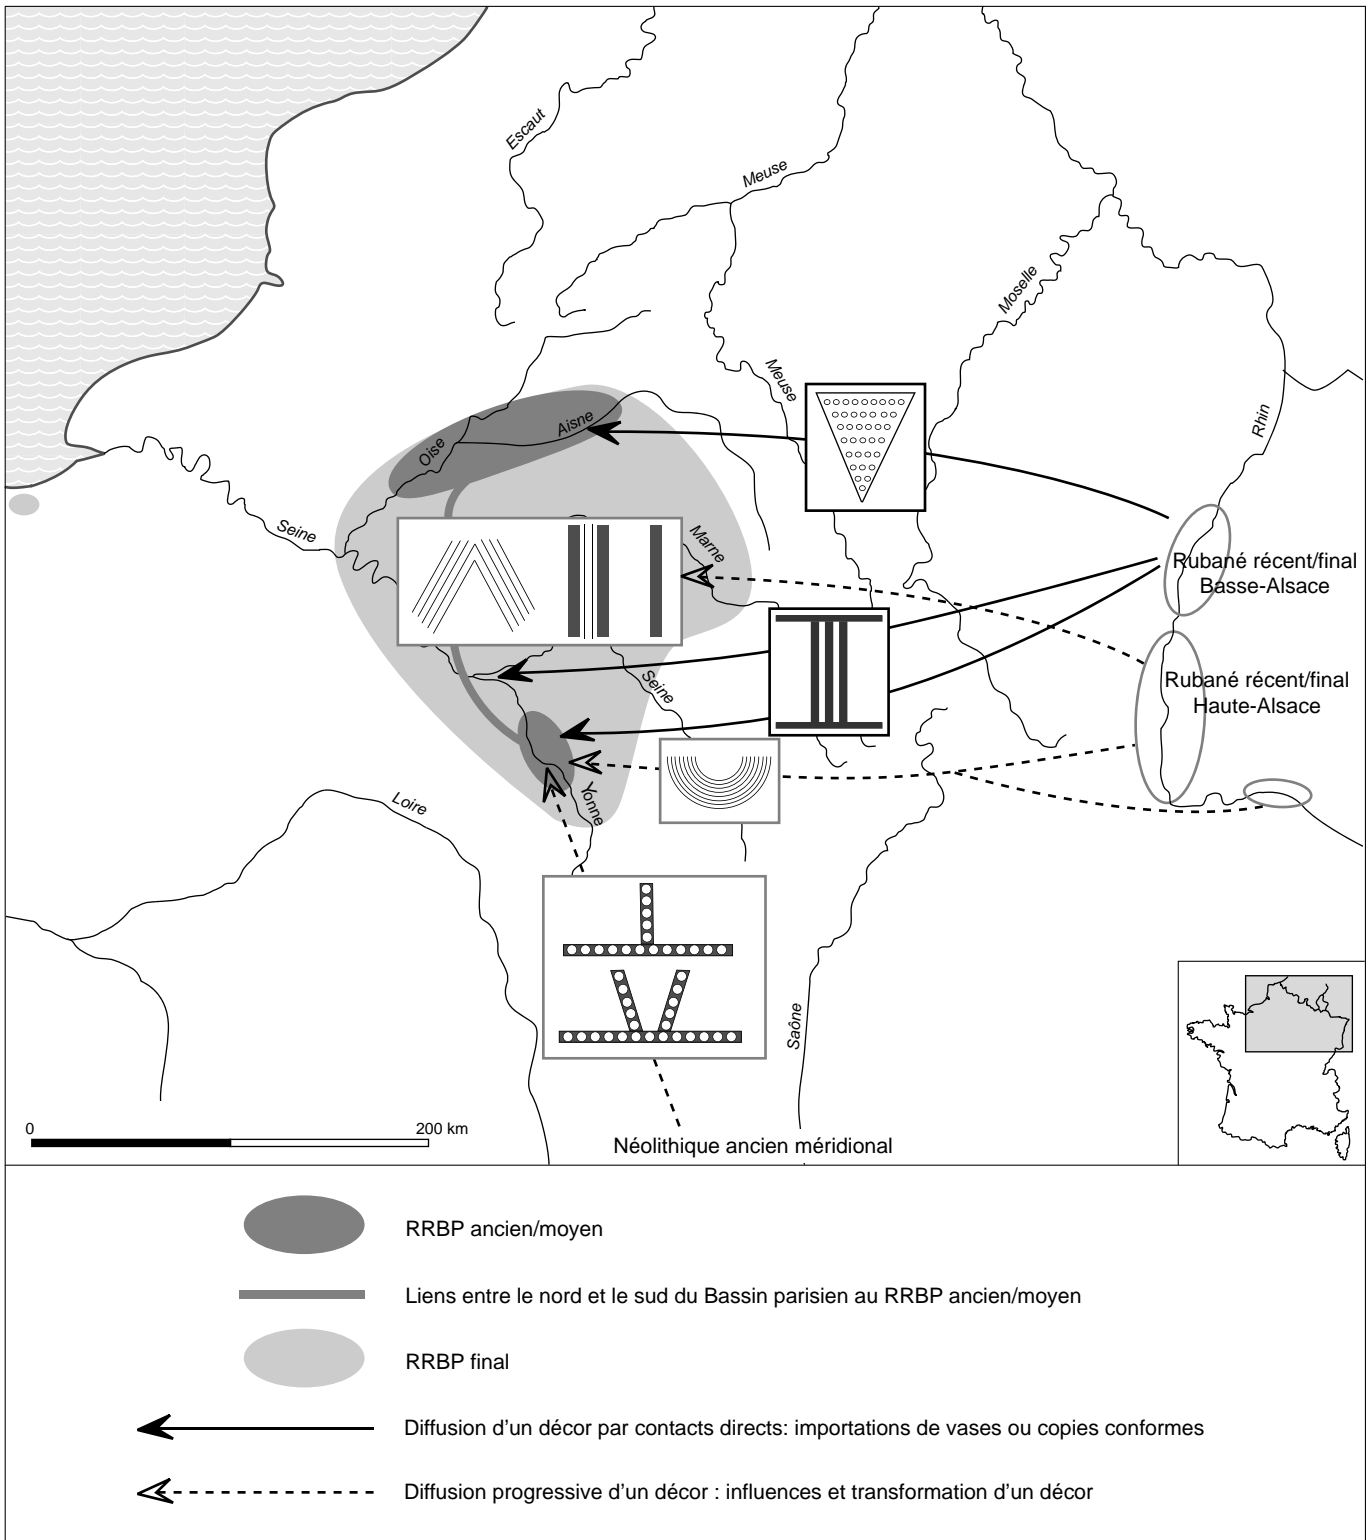 Escaut
Meuse
Moselle
Meuse
Rhin
Aisne
Oise
Seine
Marne
Rubané récent/final
Basse-Alsace
Rubané récent/final
Haute-Alsace
Seine
Yonne
Loire
Saône
0
200 km
Néolithique ancien méridional
RRBP ancien/moyen
Liens entre le nord et le sud du Bassin parisien au RRBP ancien/moyen
RRBP final
Diffusion d'un décor par contacts directs: importations de vases ou copies conformes
Diffusion progressive d'un décor : influences et transformation d'un décor